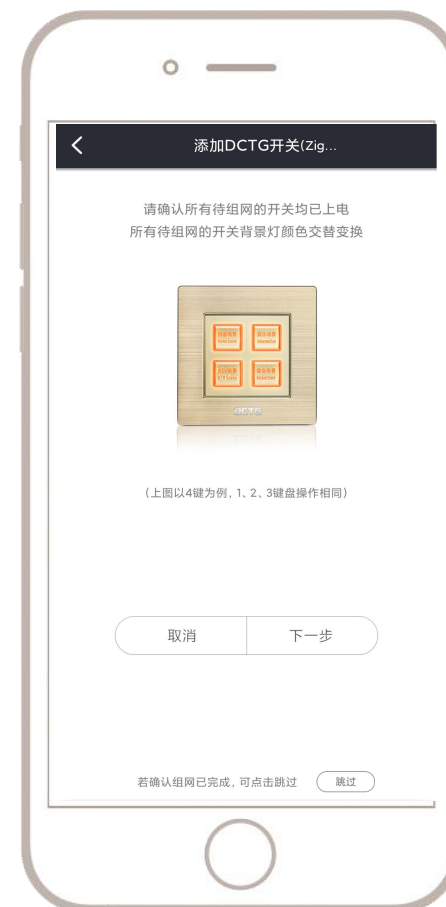 添加DCTG开关(Zig...
请确认所有待组网的开关均已上电
所有待组网的开关背景灯颜色交替变换
DCTG
(上图以4键为例, 1、2、3键盘操作相同)
取消
下一步
若确认组网已完成, 可点击跳过
跳过